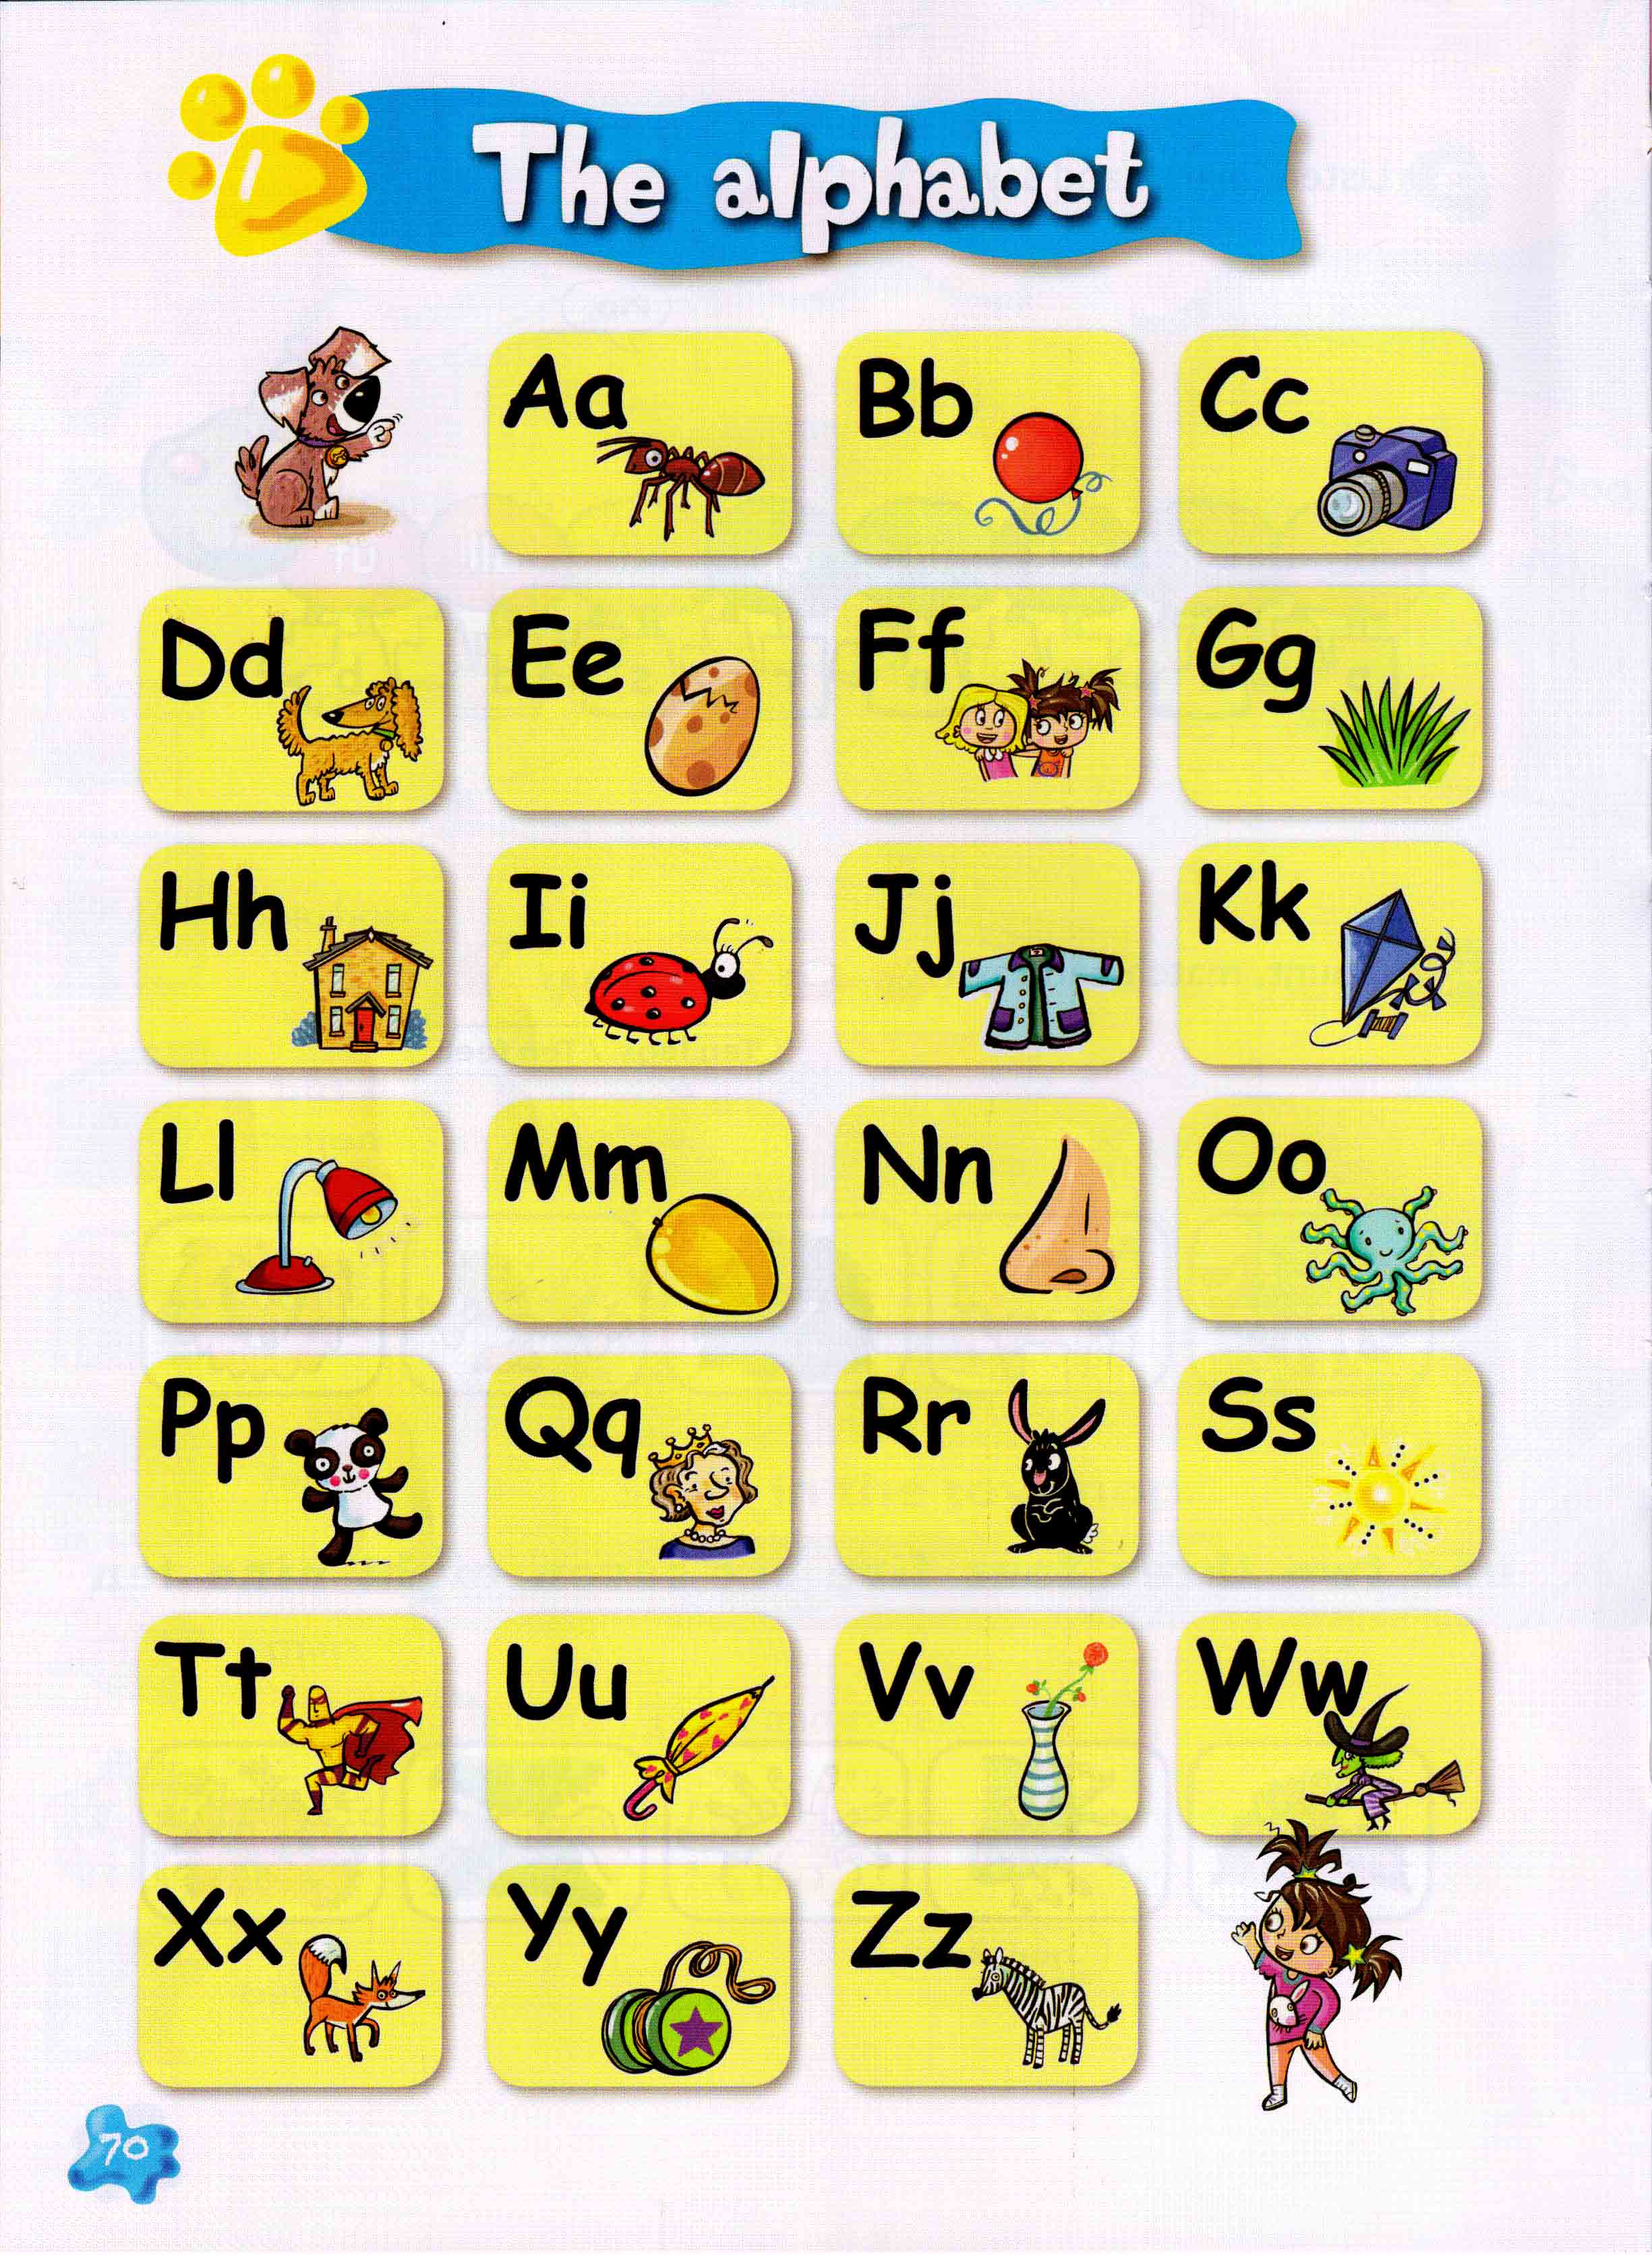 The alphabet
Aa Bb Cc
Dd Ee Ff Gg
Hh Ii Jj Kk
Ll Mm Nn Oo
Pp Qq Rr Ss
Tt Uu Vv Ww
Xx Yy Zz
70